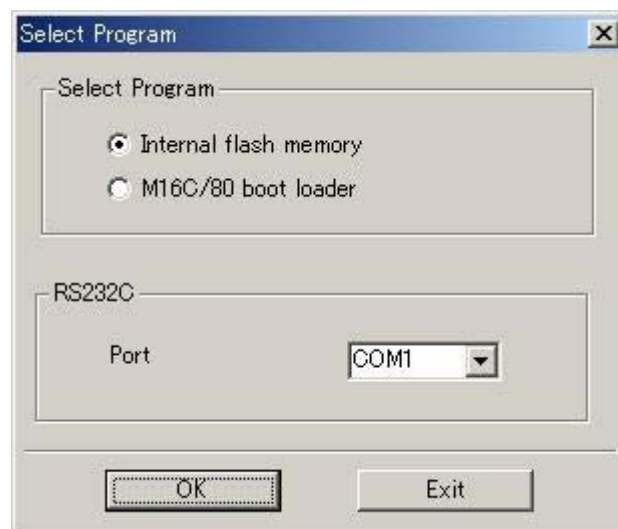 Select Program
Select Program
Internal flash memory
M16C/80 boot loader
RS232C
Port
COM1
OK
Exit